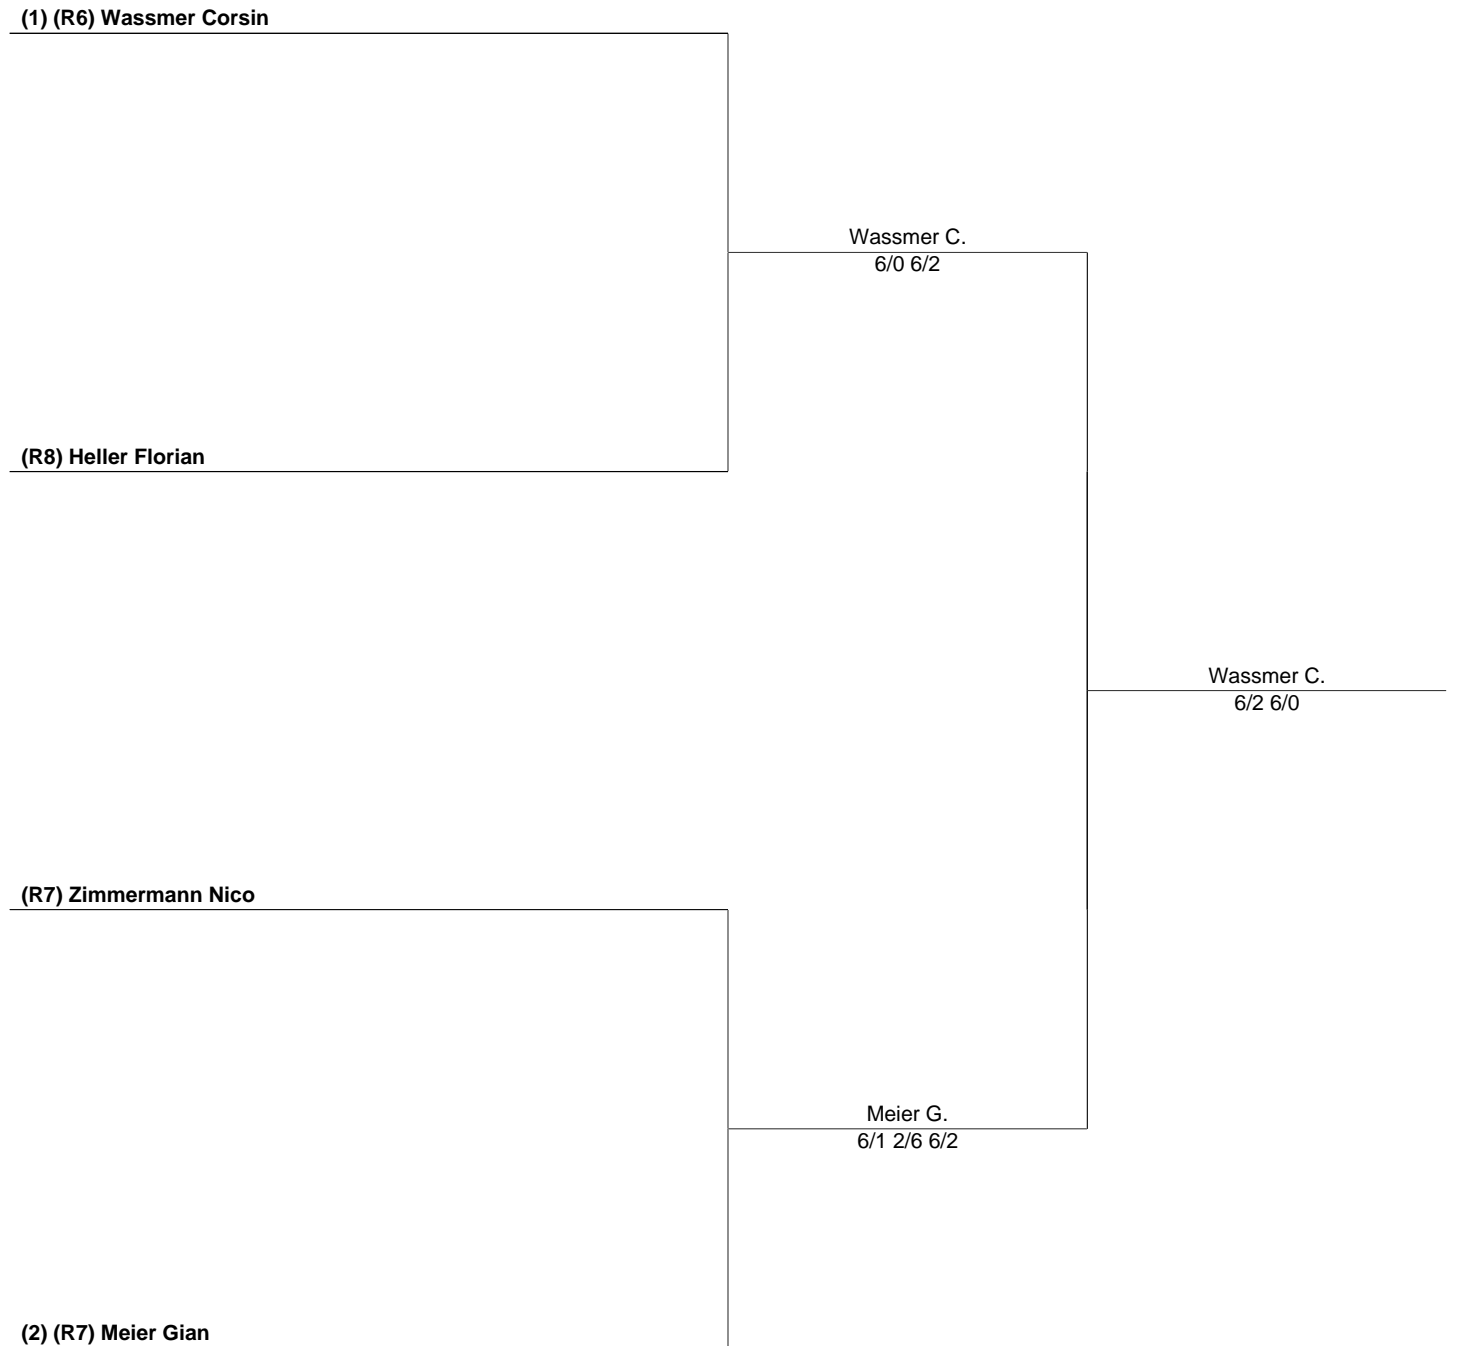 (1) (R6) Wassmer Corsin
Wassmer C.
6/0 6/2
(R8) Heller Florian
Wassmer C.
6/2 6/0
(R7) Zimmermann Nico
Meier G.
6/1 2/6 6/2
(2) (R7) Meier Gian